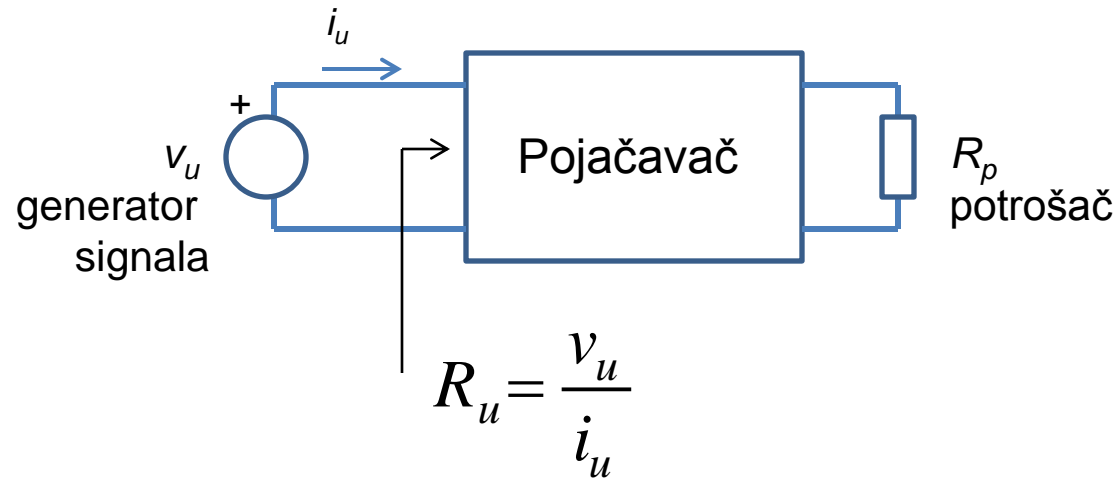 i_u
+
v_u
generator
signala
Pojačavač
R_p
potrošač
R_u = v_u / i_u